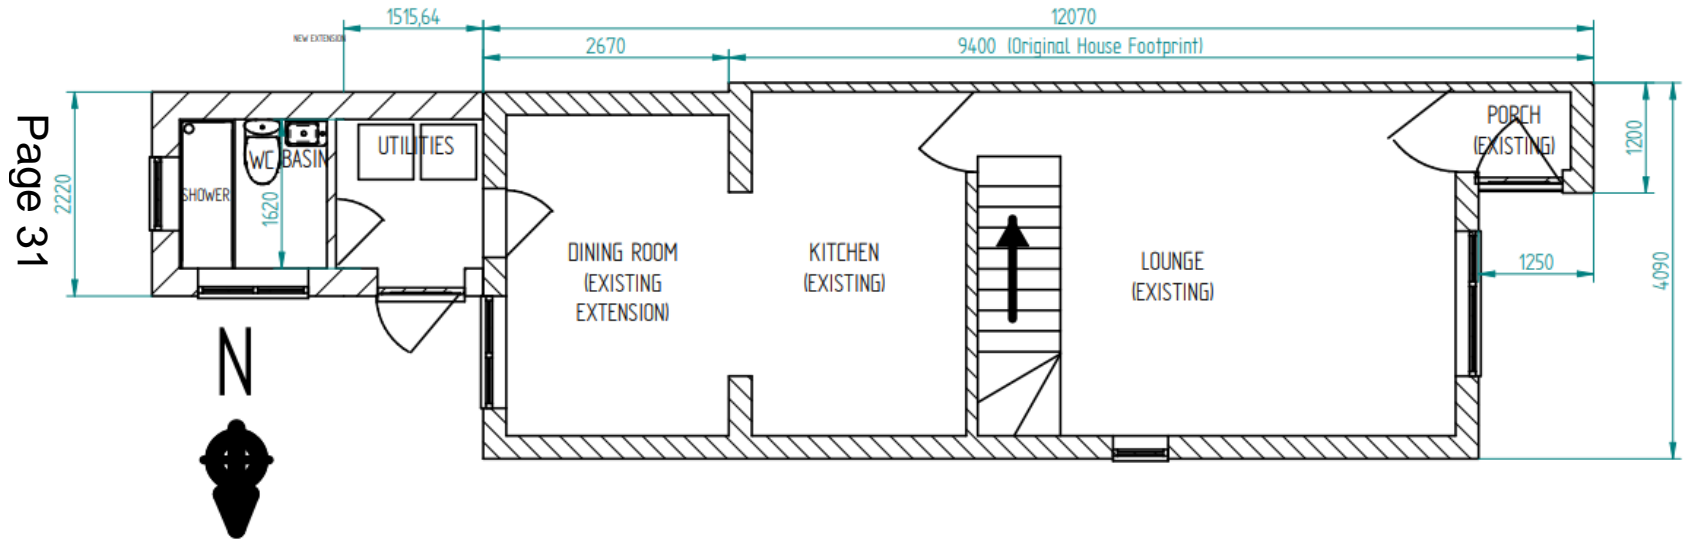 1515,64
12070
NEW EXTENSION
2670
9400 (Original House Footprint)
Page 31
2220
SHOWER
WC
BASIN
1620
UTILITIES
PORCH
(EXISTING)
1200
DINING ROOM
(EXISTING
EXTENSION)
KITCHEN
(EXISTING)
LOUNGE
(EXISTING)
1250
4090
N